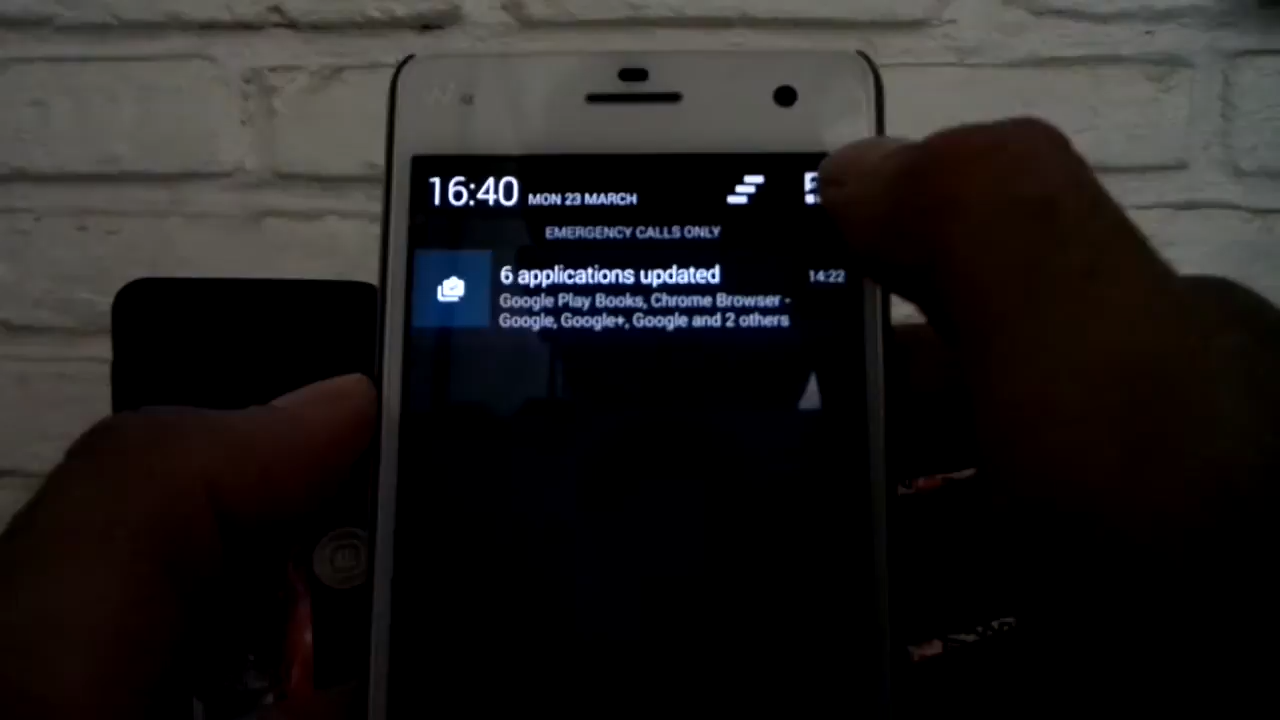 16:40 MON 23 MARCH
EMERGENCY CALLS ONLY
6 applications updated 14:22
Google Play Books, Chrome Browser -
Google, Google+, Google and 2 others